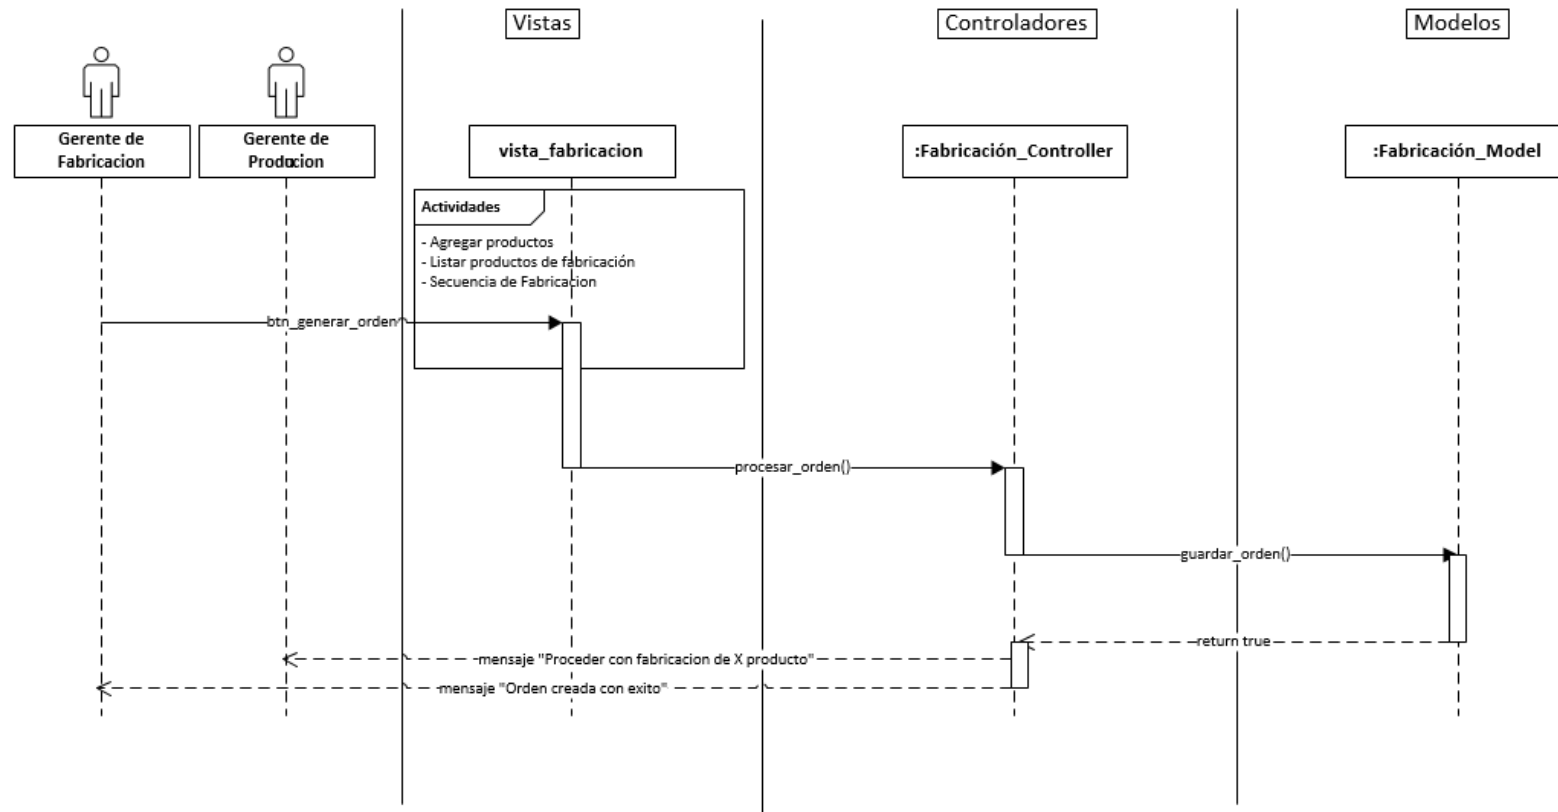 Vistas
Controladores
Modelos
Gerente de
Fabricacion
Gerente de
Producion
vista_fabricacion
:Fabricación_Controller
:Fabricación_Model
Actividades
- Agregar productos
- Listar productos de fabricación
- Secuencia de Fabricacion
btn_generar_orden
procesar_orden()
guardar_orden()
return true
mensaje "Proceder con fabricacion de X producto"
mensaje "Orden creada con exito"